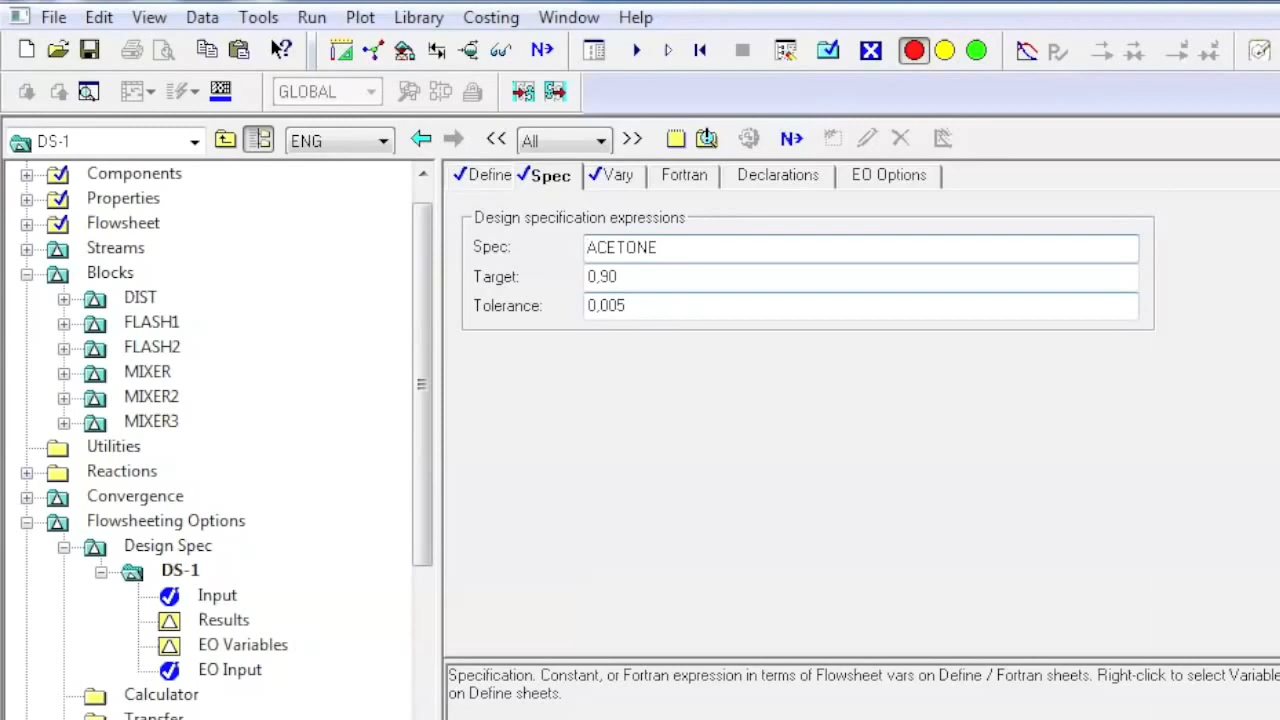 File Edit View Data Tools Run Plot Library Costing Window Help
N→
GLOBAL
DS-1 ENG << All >> N→
Components
Properties
Flowsheet
Streams
Blocks
DIST
FLASH1
FLASH2
MIXER
MIXER2
MIXER3
Utilities
Reactions
Convergence
Flowsheeting Options
Design Spec
DS-1
Input
Results
EO Variables
EO Input
Calculator
Transfer
Define Spec Vary Fortran Declarations EO Options
Design specification expressions
Spec: ACETONE
Target: 0,90
Tolerance: 0,005
Specification. Constant, or Fortran expression in terms of Flowsheet vars on Define / Fortran sheets. Right-click to select Variable
on Define sheets.